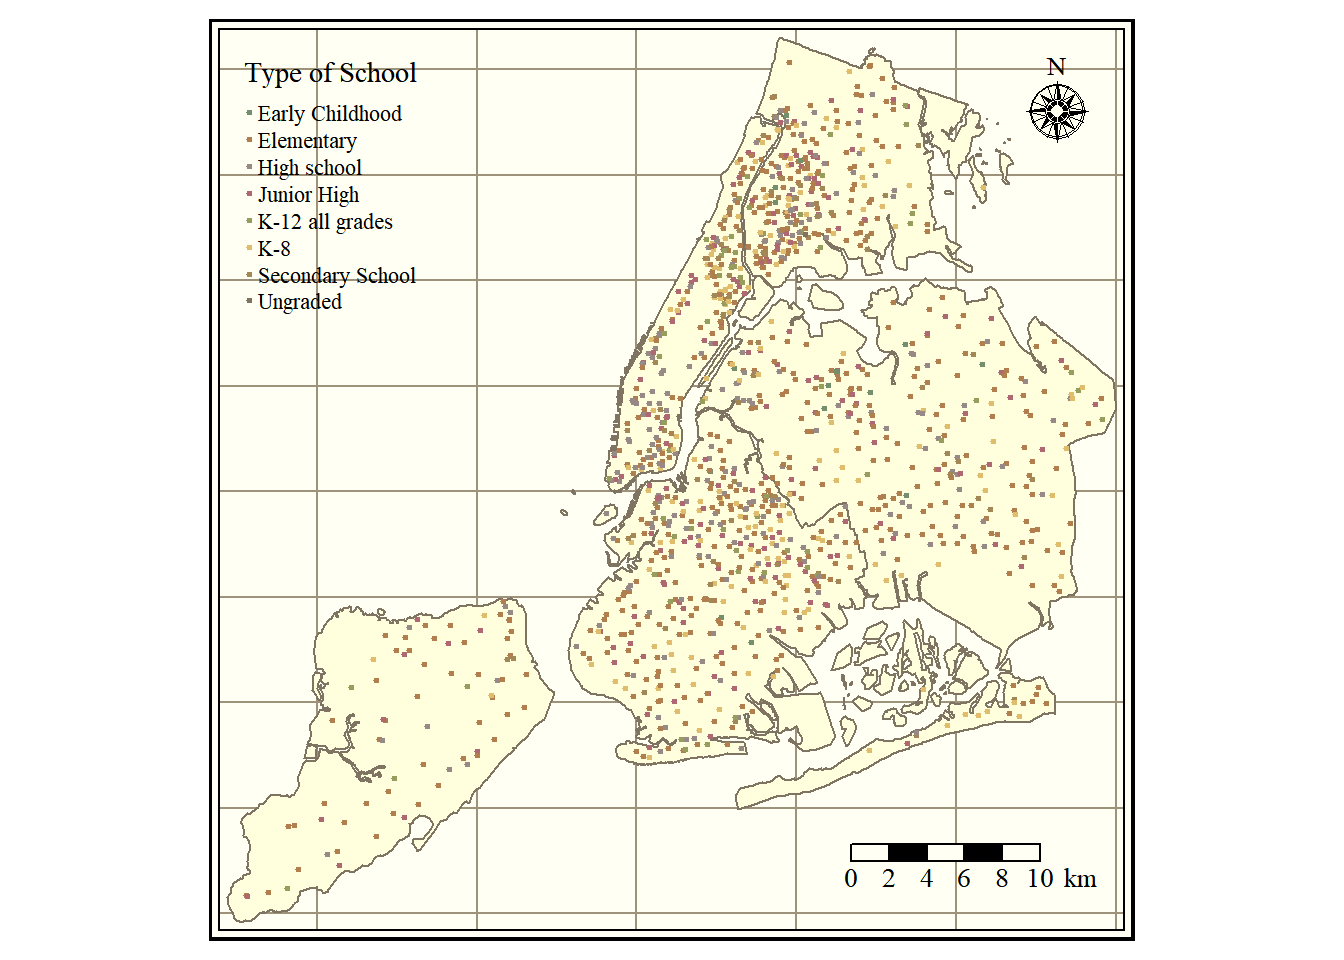 Type of School
Early Childhood
Elementary
High school
Junior High
K-12 all grades
K-8
Secondary School
Ungraded
N
0 2 4 6 8 10 km